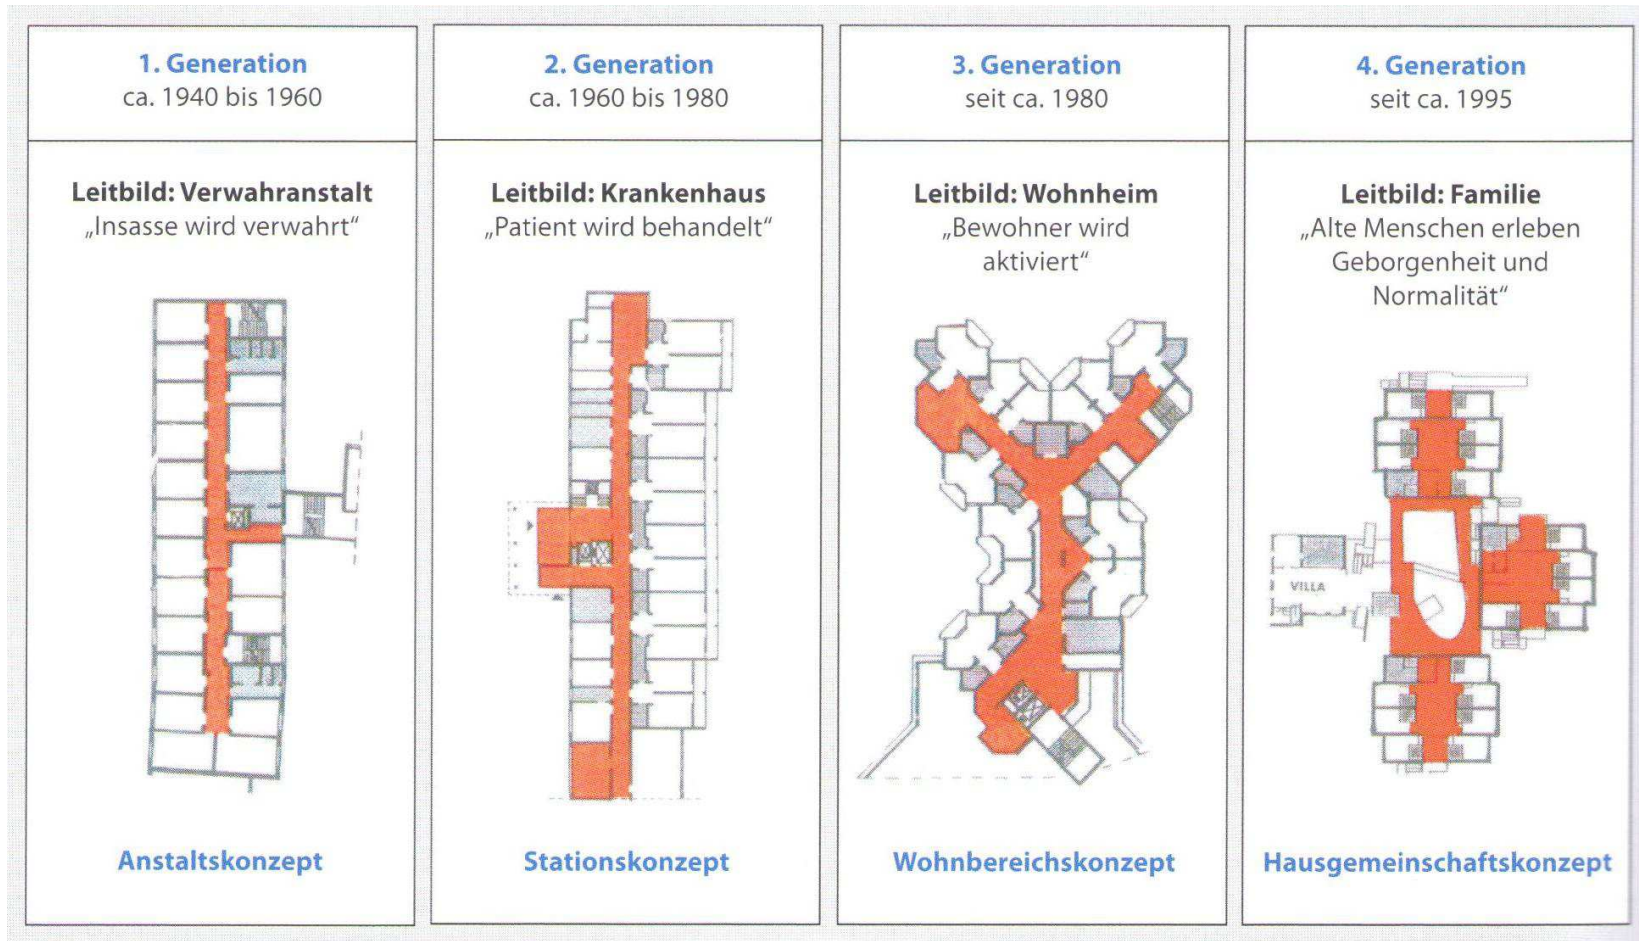 1. Generation
ca. 1940 bis 1960
Leitbild: Verwahranstalt
„Insasse wird verwahrt“
Anstaltskonzept
2. Generation
ca. 1960 bis 1980
Leitbild: Krankenhaus
„Patient wird behandelt“
Stationskonzept
3. Generation
seit ca. 1980
Leitbild: Wohnheim
„Bewohner wird
aktiviert“
Wohnbereichskonzept
4. Generation
seit ca. 1995
Leitbild: Familie
„Alte Menschen erleben
Geborgenheit und
Normalität“
VILLA
Hausgemeinschaftskonzept